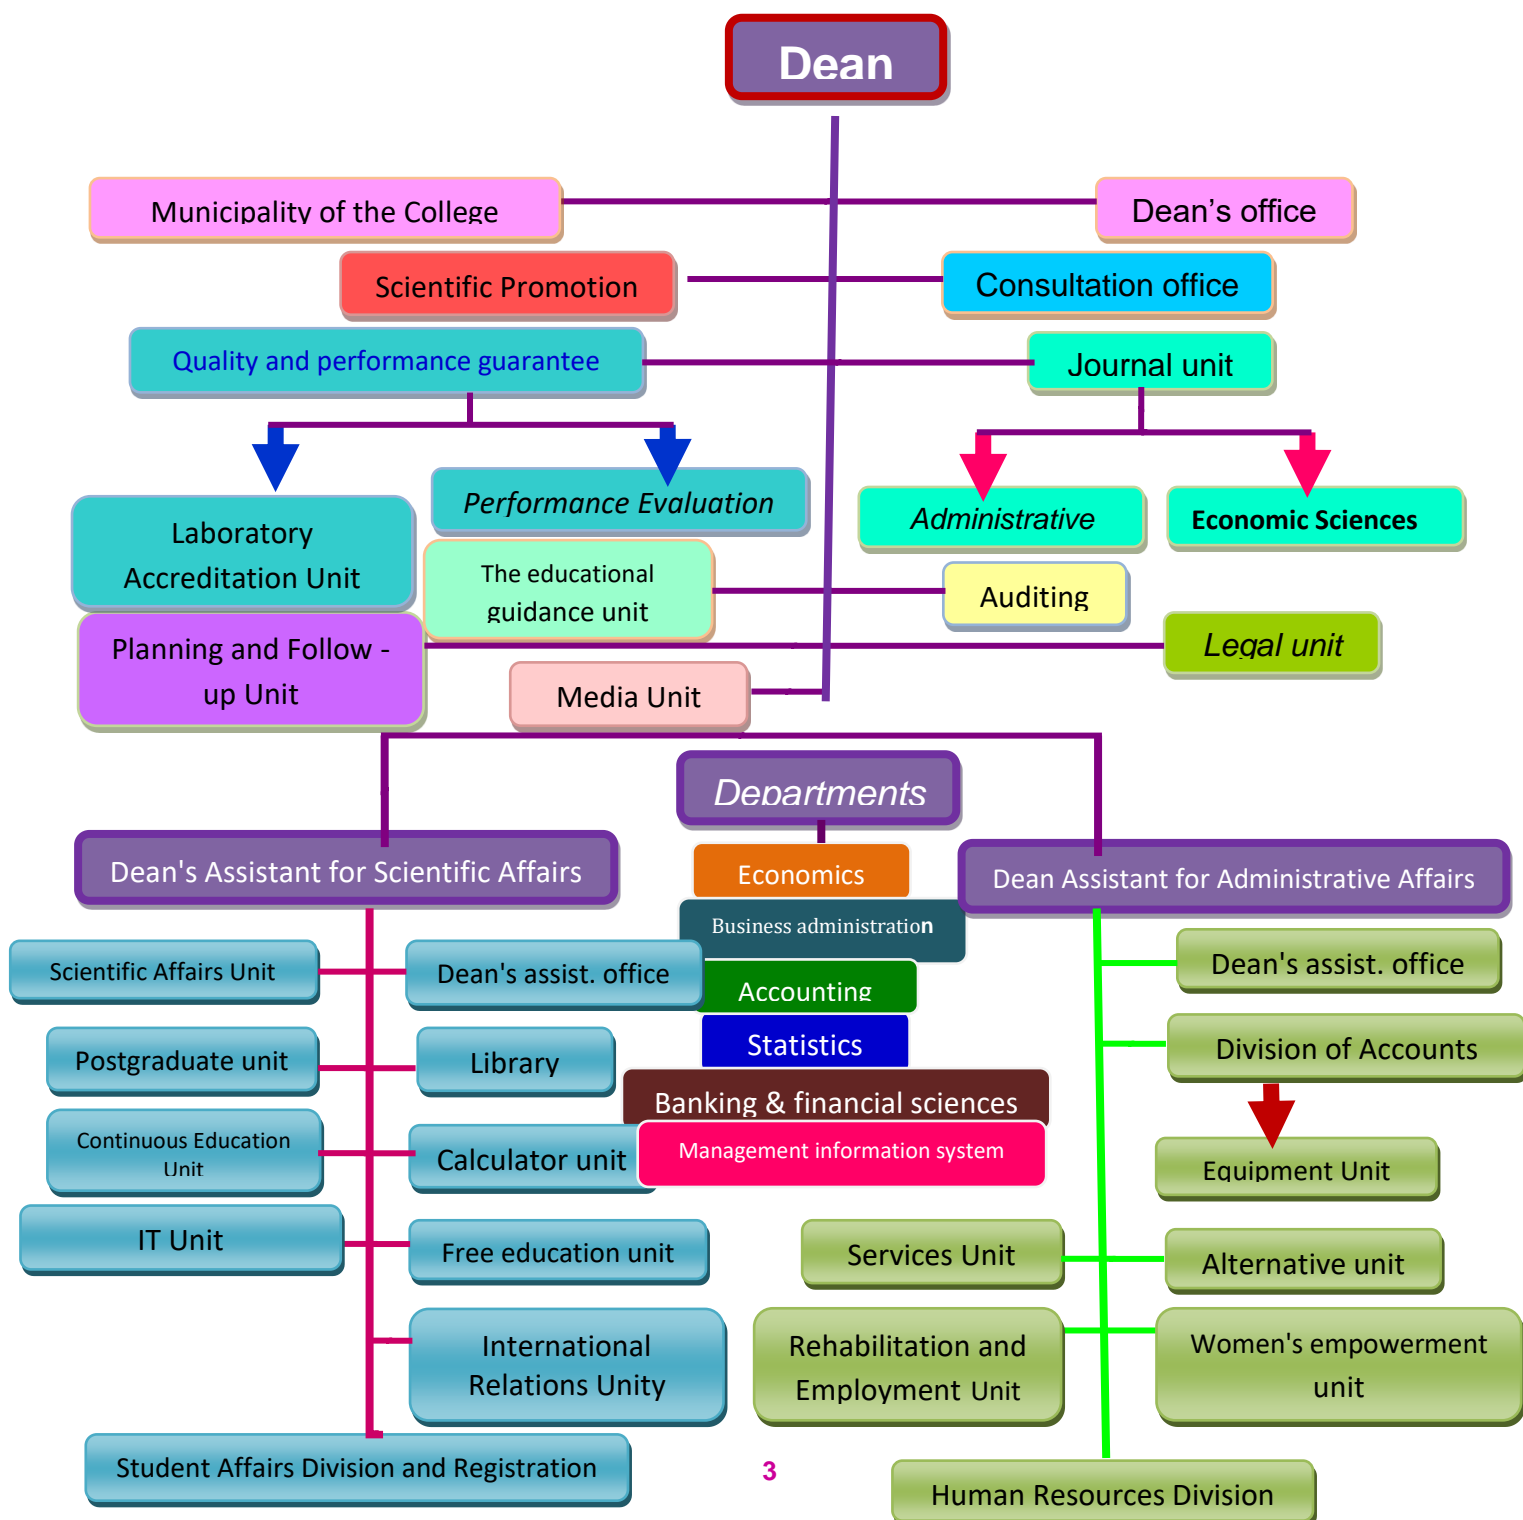 Dean
Municipality of the College
Dean's office
Scientific Promotion
Consultation office
Quality and performance guarantee
Journal unit
Laboratory
Accreditation Unit
Performance Evaluation
Administrative
Economic Sciences
The educational
guidance unit
Auditing
Planning and Follow -
up Unit
Legal unit
Media Unit
Departments
Dean's Assistant for Scientific Affairs
Economics
Dean Assistant for Administrative Affairs
Business administration
Scientific Affairs Unit
Dean's assist. office
Accounting
Dean's assist. office
Postgraduate unit
Library
Statistics
Division of Accounts
Banking & financial sciences
Continuous Education
Unit
Calculator unit
Management information system
Equipment Unit
IT Unit
Free education unit
Services Unit
Alternative unit
International
Relations Unity
Rehabilitation and
Employment Unit
Women's empowerment
unit
Student Affairs Division and Registration
3
Human Resources Division